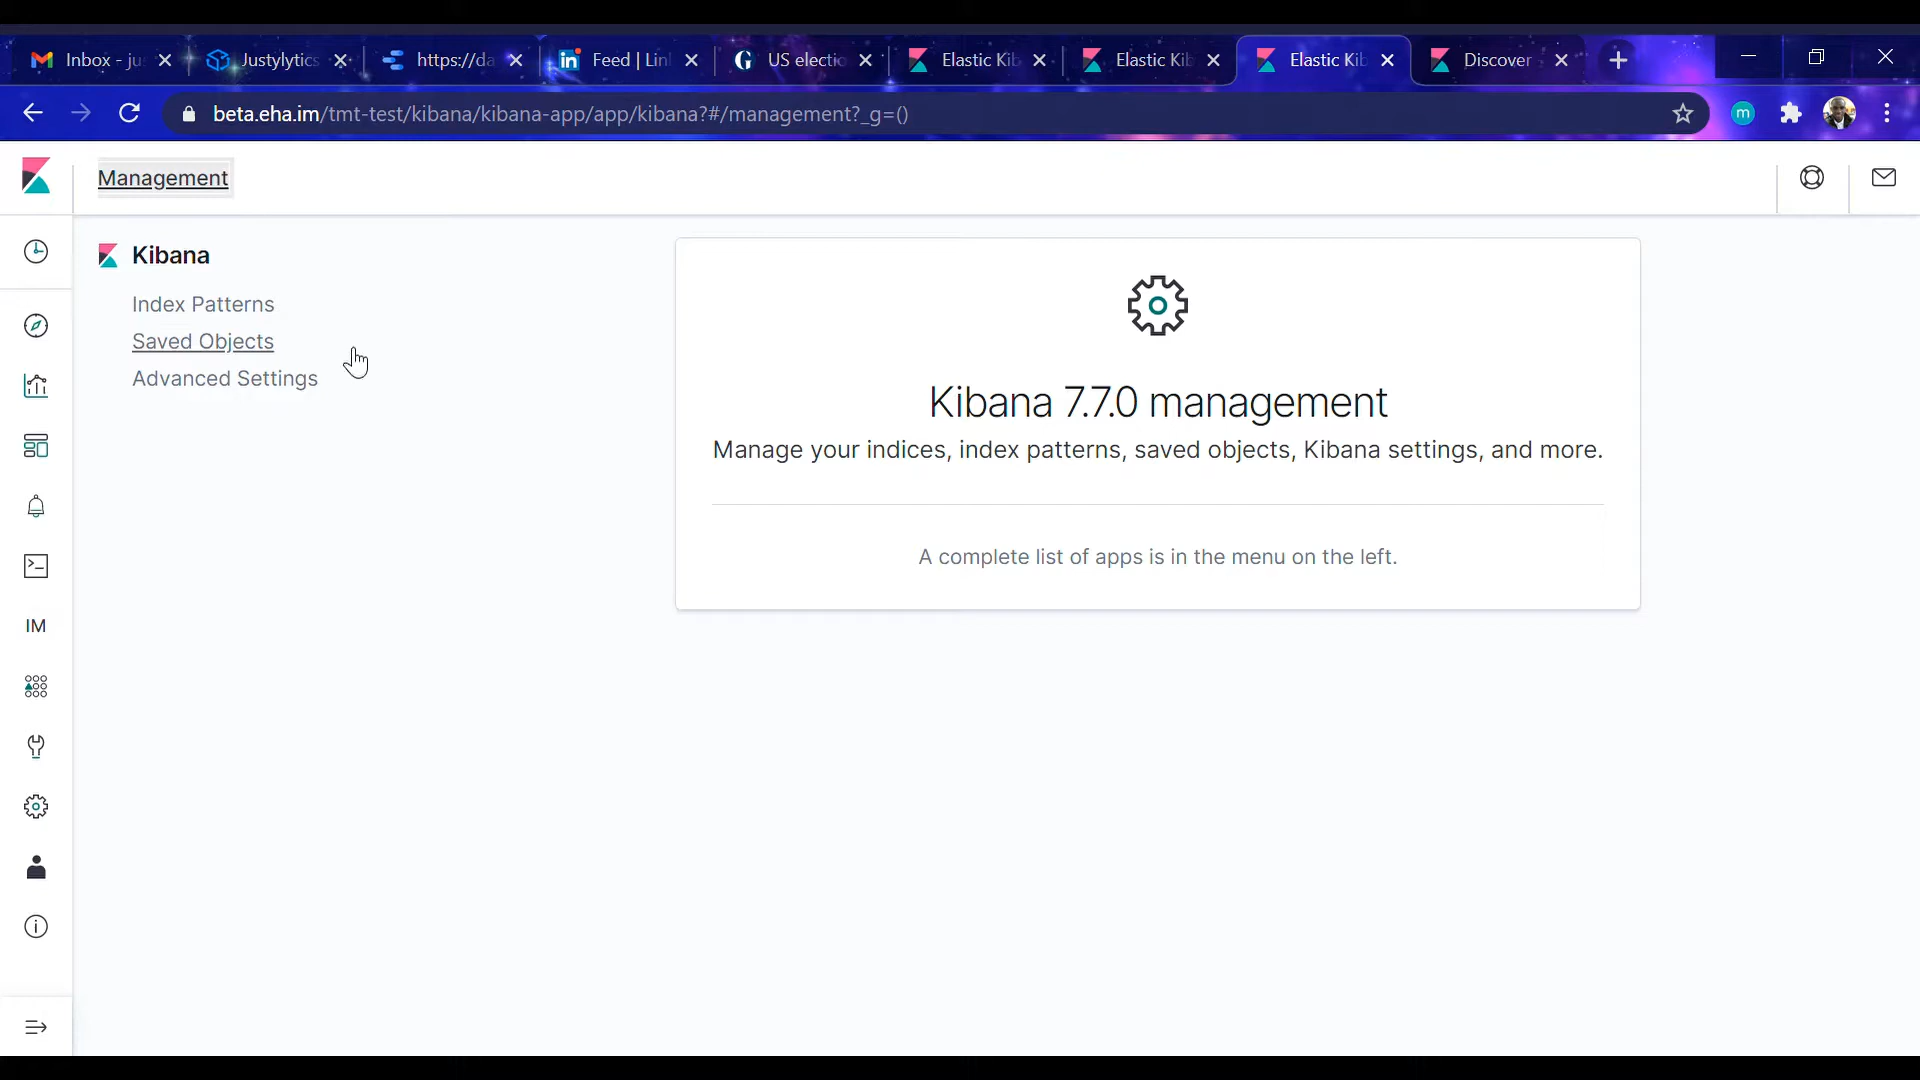 Inbox - ju
Justylytics
https://da
Feed | Lin
US electio
Elastic Kib
Elastic Kib
Elastic Kib
Discover
beta.eha.im/tmt-test/kibana/kibana-app/app/kibana?#/management?_g=()
m
Management
Kibana
Index Patterns
Saved Objects
Advanced Settings
IM
Kibana 7.7.0 management
Manage your indices, index patterns, saved objects, Kibana settings, and more.
A complete list of apps is in the menu on the left.